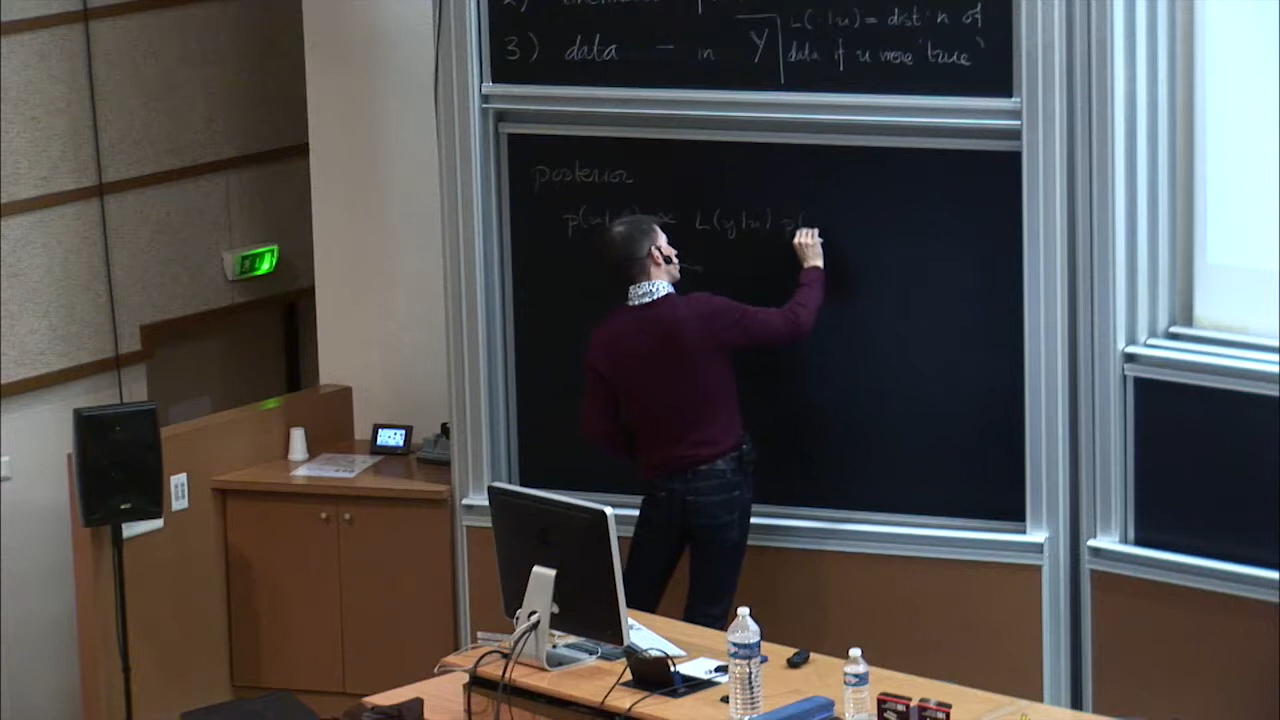 L(·|u) = dist'n of
3) data — in Y data if u were 'true'
posterior
p(u| ∝ L(y|u) p(